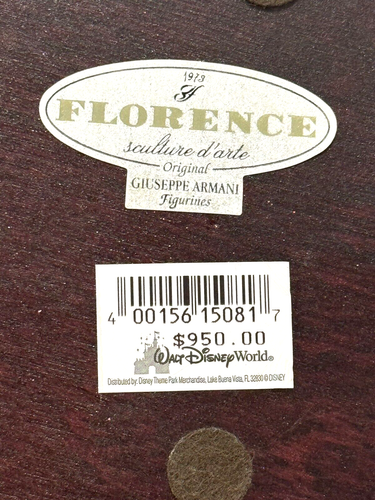 1973
FLORENCE
sculture d'arte
Original
GIUSEPPE ARMANI
Figurines
4 00156 15081 7
$950.00
WALT DISNEY World®
Distributed by: Disney Theme Park Merchandise, Lake Buena Vista, FL 32830 © DISNEY